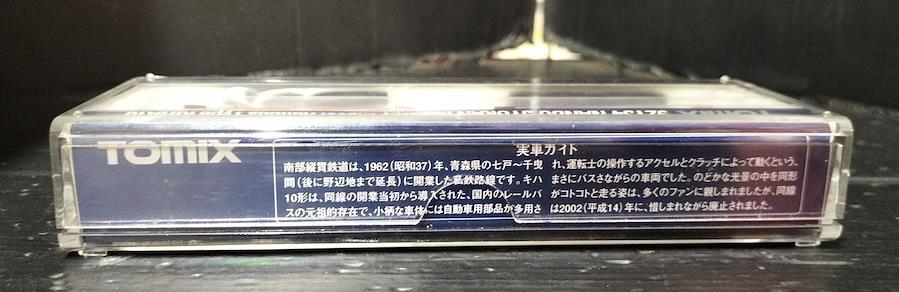 TOMIX
実車ガイド
南部縦貫鉄道は、1962(昭和37)年、青森県の七戸〜千曳
間(後に野辺地まで延長)に開業した私鉄路線です。キハ
10形は、同線の開業当初から導入された、国内のレールバ
スの元祖的存在で、小柄な車体には自動車用部品が多用さ
れ、運転士の操作するアクセルとクラッチによって動くという、
まさにバスさながらの車両でした。のどかな光景の中を同形
がコトコトと走る姿は、多くのファンに親しまれましたが、同線
は2002(平成14)年に、惜しまれながら廃止されました。